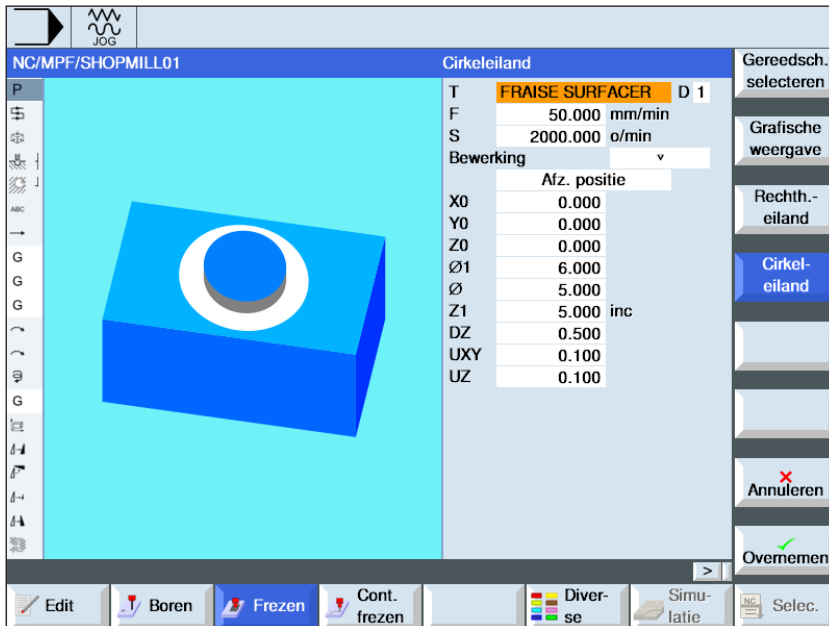 JOG
NC/MPF/SHOPMILL01
Cirkeleiland
P
ABC
G
G
G
G
T FRAISE SURFACER D 1
F 50.000 mm/min
S 2000.000 o/min
Bewerking ∨
Afz. positie
X0 0.000
Y0 0.000
Z0 0.000
Ø1 6.000
Ø 5.000
Z1 5.000 inc
DZ 0.500
UXY 0.100
UZ 0.100
Gereedsch.
selecteren
Grafische
weergave
Rechth.-
eiland
Cirkel-
eiland
Annuleren
Overnemen
>
Edit
Boren
Frezen
Cont.
frezen
Diver-
se
Simu-
latie
NC
Selec.